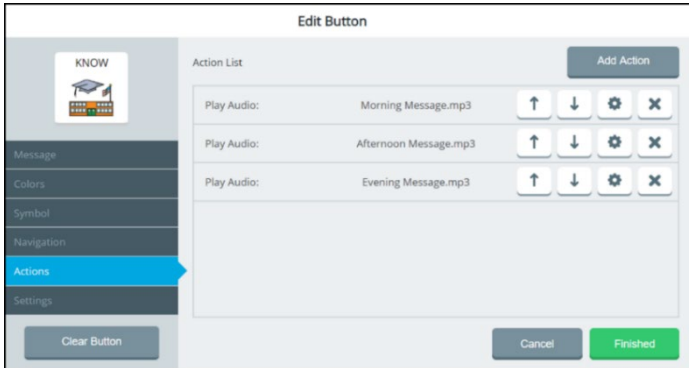 Edit Button
KNOW
Message
Colors
Symbol
Navigation
Actions
Settings
Clear Button
Action List
Add Action
Play Audio: Morning Message.mp3
Play Audio: Afternoon Message.mp3
Play Audio: Evening Message.mp3
Cancel
Finished